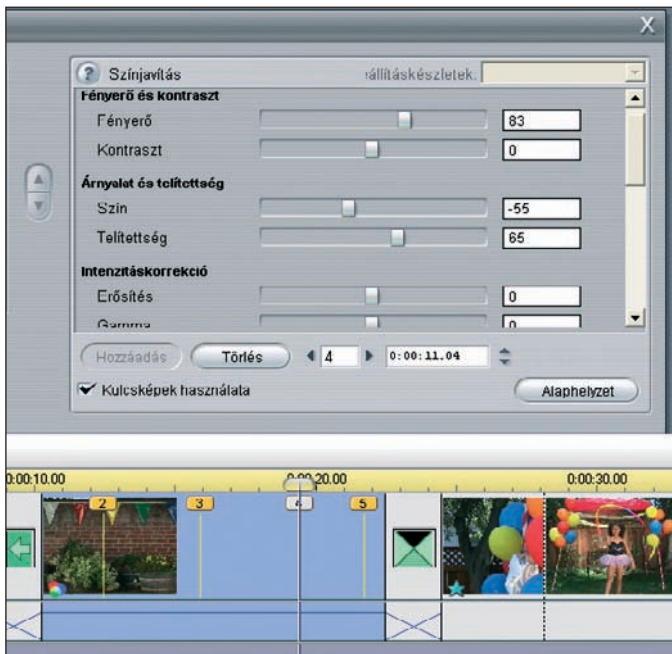 X
? Színjavítás állításkészletek:
Fényerő és kontraszt
Fényerő 83
Kontraszt 0
Árnyalat és telítettség
Szín -55
Telítettség 65
Intenzitáskorrekció
Erősítés 0
Gamma 0
Hozzáadás Törlés 4 0:00:11.04
Kulcsképek használata Alaphelyzet
0:00:10.00 0:00:20.00 0:00:30.00
2 3 4 5